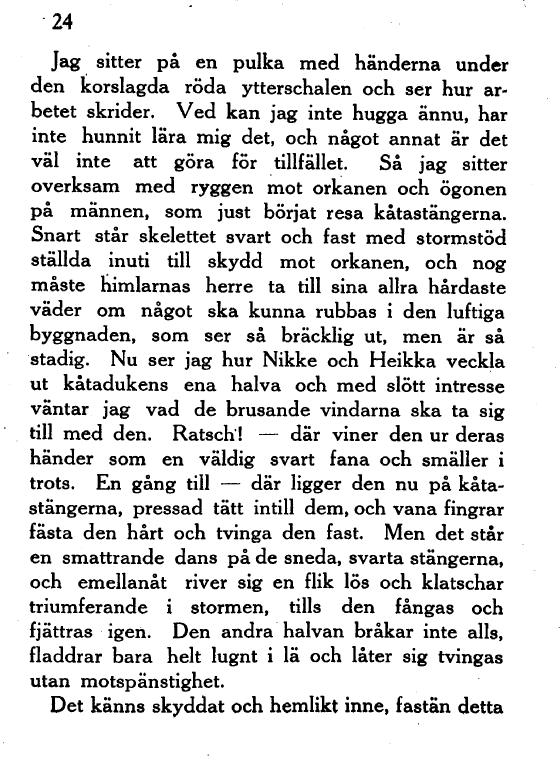 24
Jag sitter på en pulka med händerna under
den korslagda röda ytterschalen och ser hur ar-
betet skrider. Ved kan jag inte hugga ännu, har
inte hunnit lära mig det, och något annat är det
väl inte att göra för tillfället. Så jag sitter
overksam med ryggen mot orkanen och ögonen
på männen, som just börjat resa kåtastängerna.
Snart står skelettet svart och fast med stormstöd
ställda inuti till skydd mot orkanen, och nog
måste himlarnas herre ta till sina allra hårdaste
väder om något ska kunna rubbas i den luftiga
byggnaden, som ser så bräcklig ut, men är så
stadig. Nu ser jag hur Nikke och Heikka veckla
ut kåtadukens ena halva och med slött intresse
väntar jag vad de brusande vindarna ska ta sig
till med den. Ratsch! — där viner den ur deras
händer som en väldig svart fana och smäller i
trots. En gång till — där ligger den nu på kåta-
stängerna, pressad tätt intill dem, och vana fingrar
fästa den hårt och tvinga den fast. Men det står
en smattrande dans på de sneda, svarta stängerna,
och emellanåt river sig en flik lös och klatschar
triumferande i stormen, tills den fångas och
fjättras igen. Den andra halvan bråkar inte alls,
fladdrar bara helt lugnt i lä och låter sig tvingas
utan motspänstighet.
Det känns skyddat och hemlikt inne, fastän detta